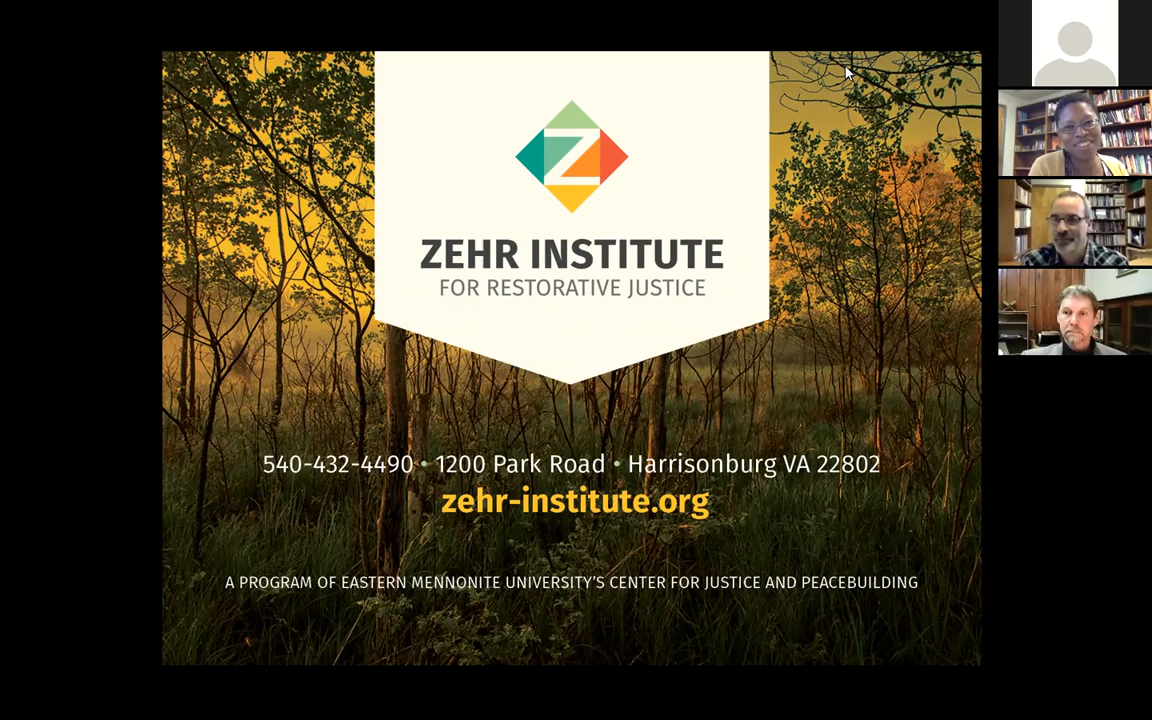 Z
ZEHR INSTITUTE
FOR RESTORATIVE JUSTICE
540-432-4490 • 1200 Park Road • Harrisonburg VA 22802
zehr-institute.org
A PROGRAM OF EASTERN MENNONITE UNIVERSITY'S CENTER FOR JUSTICE AND PEACEBUILDING